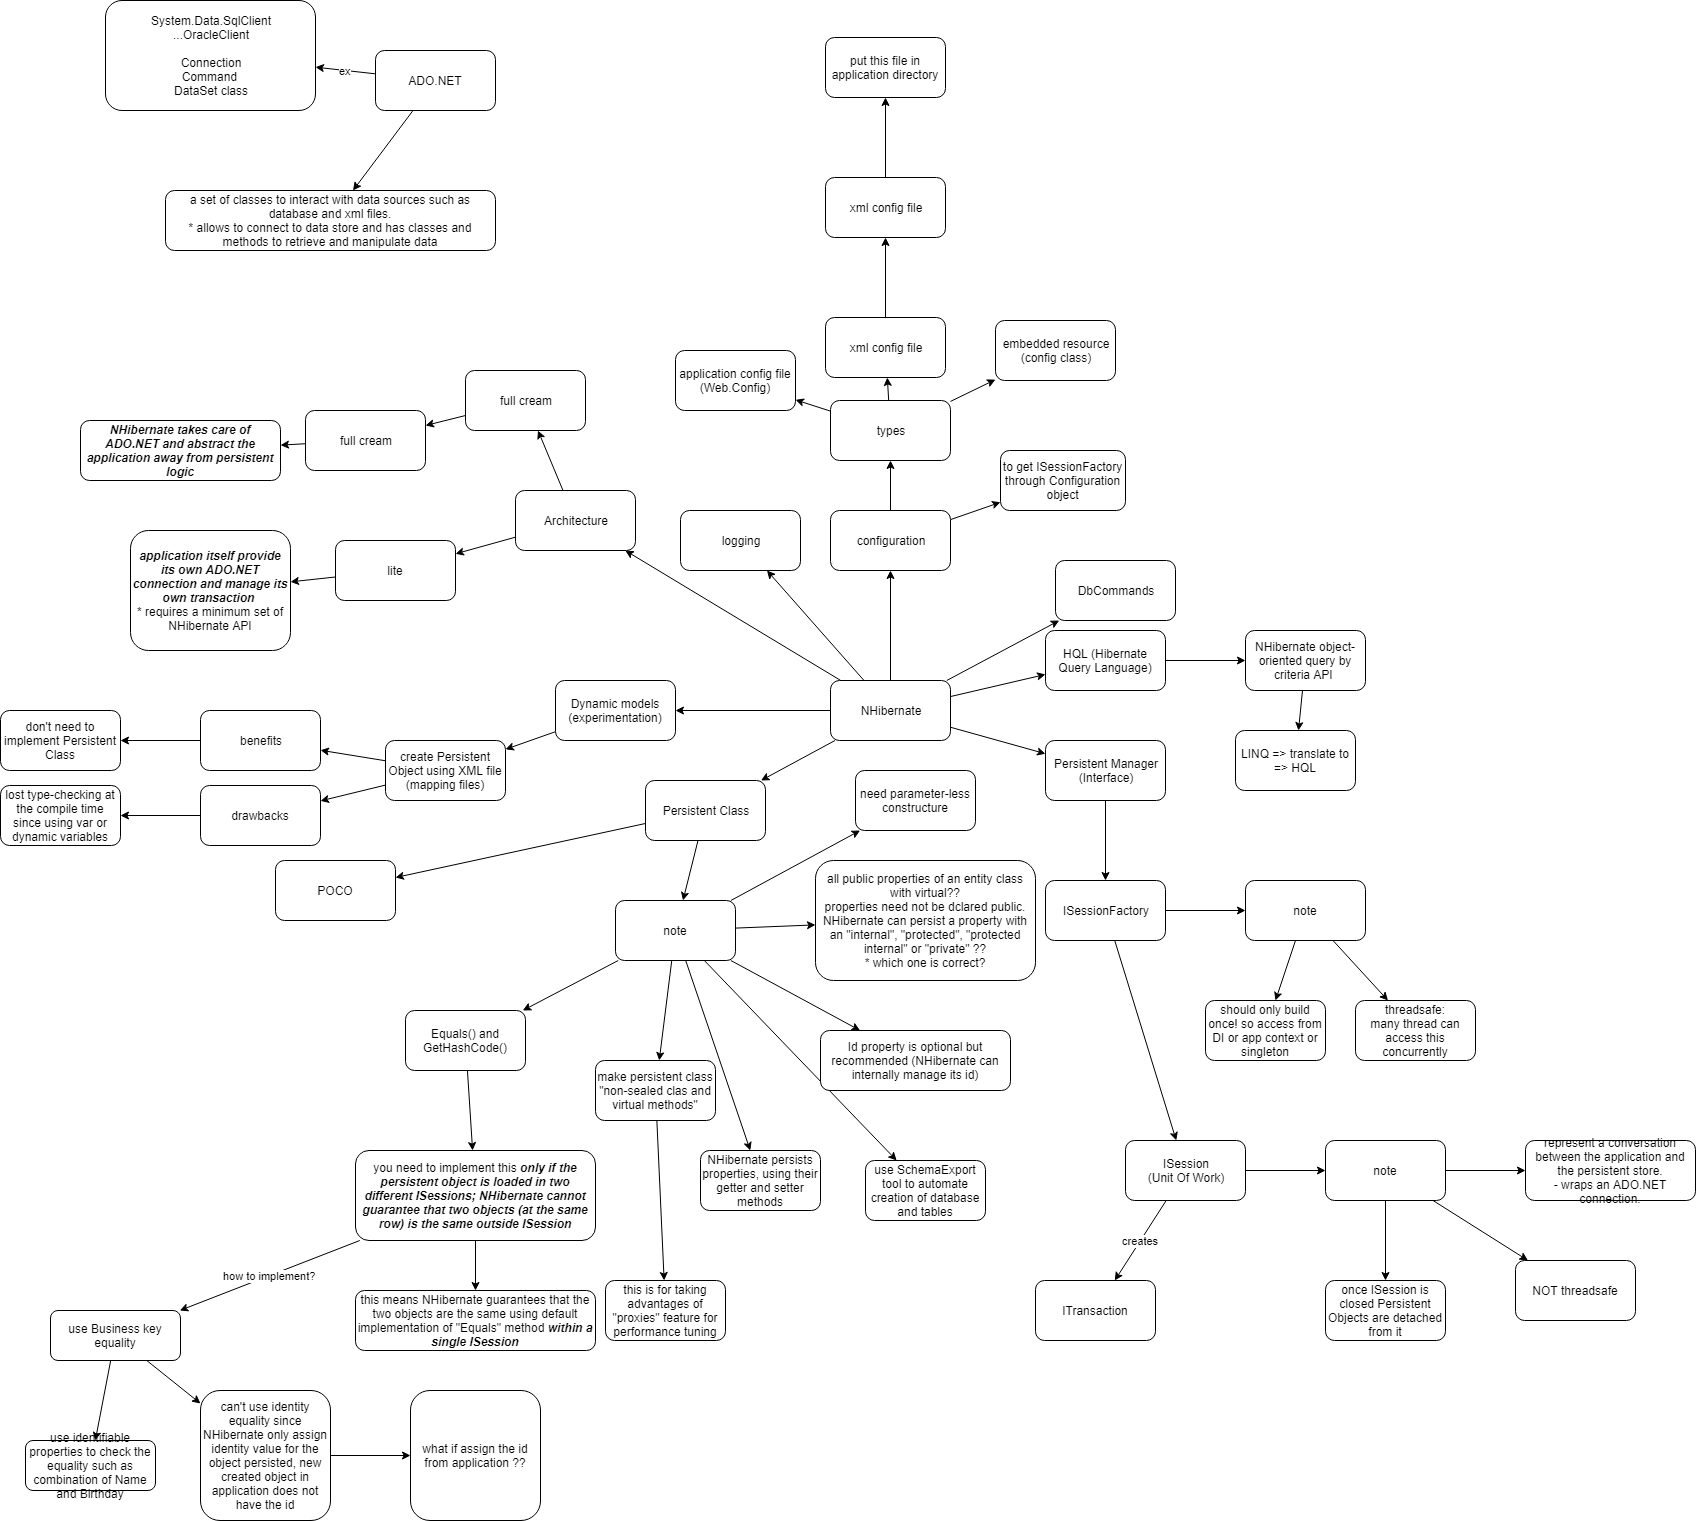 System.Data.SqlClient
...OracleClient
Connection
Command
DataSet class
ex
ADO.NET
a set of classes to interact with data sources such as
database and xml files.
* allows to connect to data store and has classes and
methods to retrieve and manipulate data
put this file in
application directory
xml config file
xml config file
embedded resource
(config class)
application config file
(Web.Config)
types
full cream
full cream
NHibernate takes care of
ADO.NET and abstract the
application away from persistent
logic
to get ISessionFactory
through Configuration
object
Architecture
logging
configuration
application itself provide
its own ADO.NET
connection and manage its
own transaction
* requires a minimum set of
NHibernate API
lite
DbCommands
HQL (Hibernate
Query Language)
NHibernate object-
oriented query by
criteria API
LINQ => translate to
=> HQL
NHibernate
Dynamic models
(experimentation)
don't need to
implement Persistent
Class
benefits
create Persistent
Object using XML file
(mapping files)
lost type-checking at
the compile time
since using var or
dynamic variables
drawbacks
Persistent Manager
(Interface)
Persistent Class
need parameter-less
constructure
POCO
all public properties of an entity class
with virtual??
properties need not be dclared public.
NHibernate can persist a property with
an "internal", "protected", "protected
internal" or "private" ??
* which one is correct?
note
ISessionFactory
note
should only build
once! so access from
DI or app context or
singleton
threadsafe:
many thread can
access this
concurrently
Equals() and
GetHashCode()
Id property is optional but
recommended (NHibernate can
internally manage its id)
make persistent class
"non-sealed clas and
virtual methods"
you need to implement this only if the
persistent object is loaded in two
different ISessions; NHibernate cannot
guarantee that two objects (at the same
row) is the same outside ISession
NHibernate persists
properties, using their
getter and setter
methods
use SchemaExport
tool to automate
creation of database
and tables
ISession
(Unit Of Work)
note
represent a conversation
between the application and
the persistent store.
- wraps an ADO.NET
connection.
creates
how to implement?
this means NHibernate guarantees that the
two objects are the same using default
implementation of "Equals" method within a
single ISession
this is for taking
advantages of
"proxies" feature for
performance tuning
ITransaction
once ISession is
closed Persistent
Objects are detached
from it
NOT threadsafe
use Business key
equality
use identifiable
properties to check the
equality such as
combination of Name
and Birthday
can't use identity
equality since
NHibernate only assign
identity value for the
object persisted, new
created object in
application does not
have the id
what if assign the id
from application ??